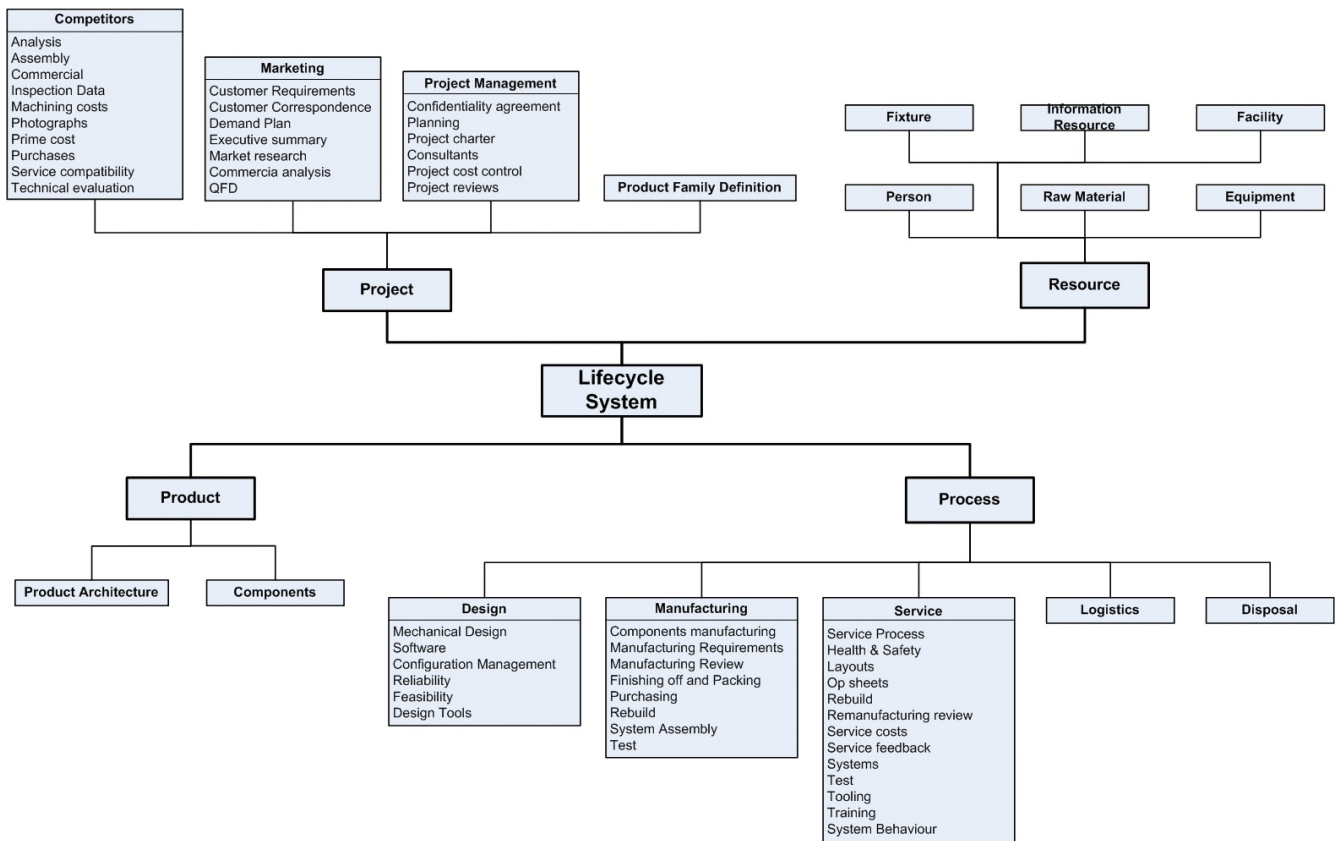 Competitors
Analysis
Assembly
Commercial
Inspection Data
Machining costs
Photographs
Prime cost
Purchases
Service compatibility
Technical evaluation
Marketing
Customer Requirements
Customer Correspondence
Demand Plan
Executive summary
Market research
Commercia analysis
QFD
Project Management
Confidentiality agreement
Planning
Project charter
Consultants
Project cost control
Project reviews
Product Family Definition
Fixture
Information
Resource
Facility
Person
Raw Material
Equipment
Project
Resource
Lifecycle
System
Product
Process
Product Architecture
Components
Design
Mechanical Design
Software
Configuration Management
Reliability
Feasibility
Design Tools
Manufacturing
Components manufacturing
Manufacturing Requirements
Manufacturing Review
Finishing off and Packing
Purchasing
Rebuild
System Assembly
Test
Service
Service Process
Health & Safety
Layouts
Op sheets
Rebuild
Remanufacturing review
Service costs
Service feedback
Systems
Test
Tooling
Training
System Behaviour
Logistics
Disposal